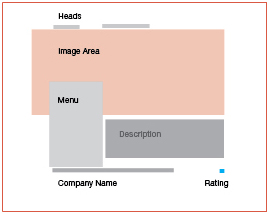 Heads
Image Area
Menu
Description
Company Name
Rating